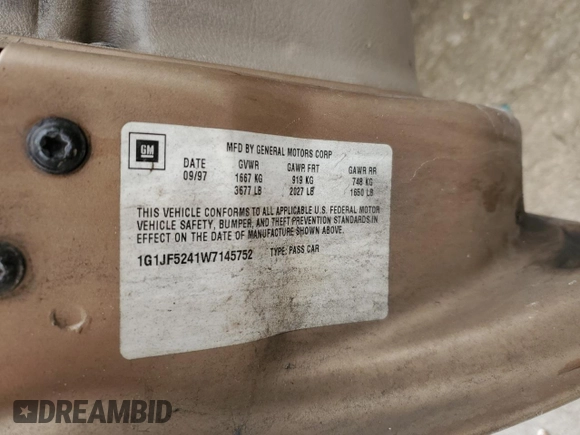 GM
MFD BY GENERAL MOTORS CORP
DATE GVWR GAWR FRT GAWR RR
09/97 1667 KG 919 KG 748 KG
3677 LB 2027 LB 1650 LB
THIS VEHICLE CONFORMS TO ALL APPLICABLE U.S. FEDERAL MOTOR
VEHICLE SAFETY, BUMPER, AND THEFT PREVENTION STANDARDS IN
EFFECT ON THE DATE OF MANUFACTURE SHOWN ABOVE.
1G1JF5241W7145752 TYPE: PASS CAR
DREAMBID